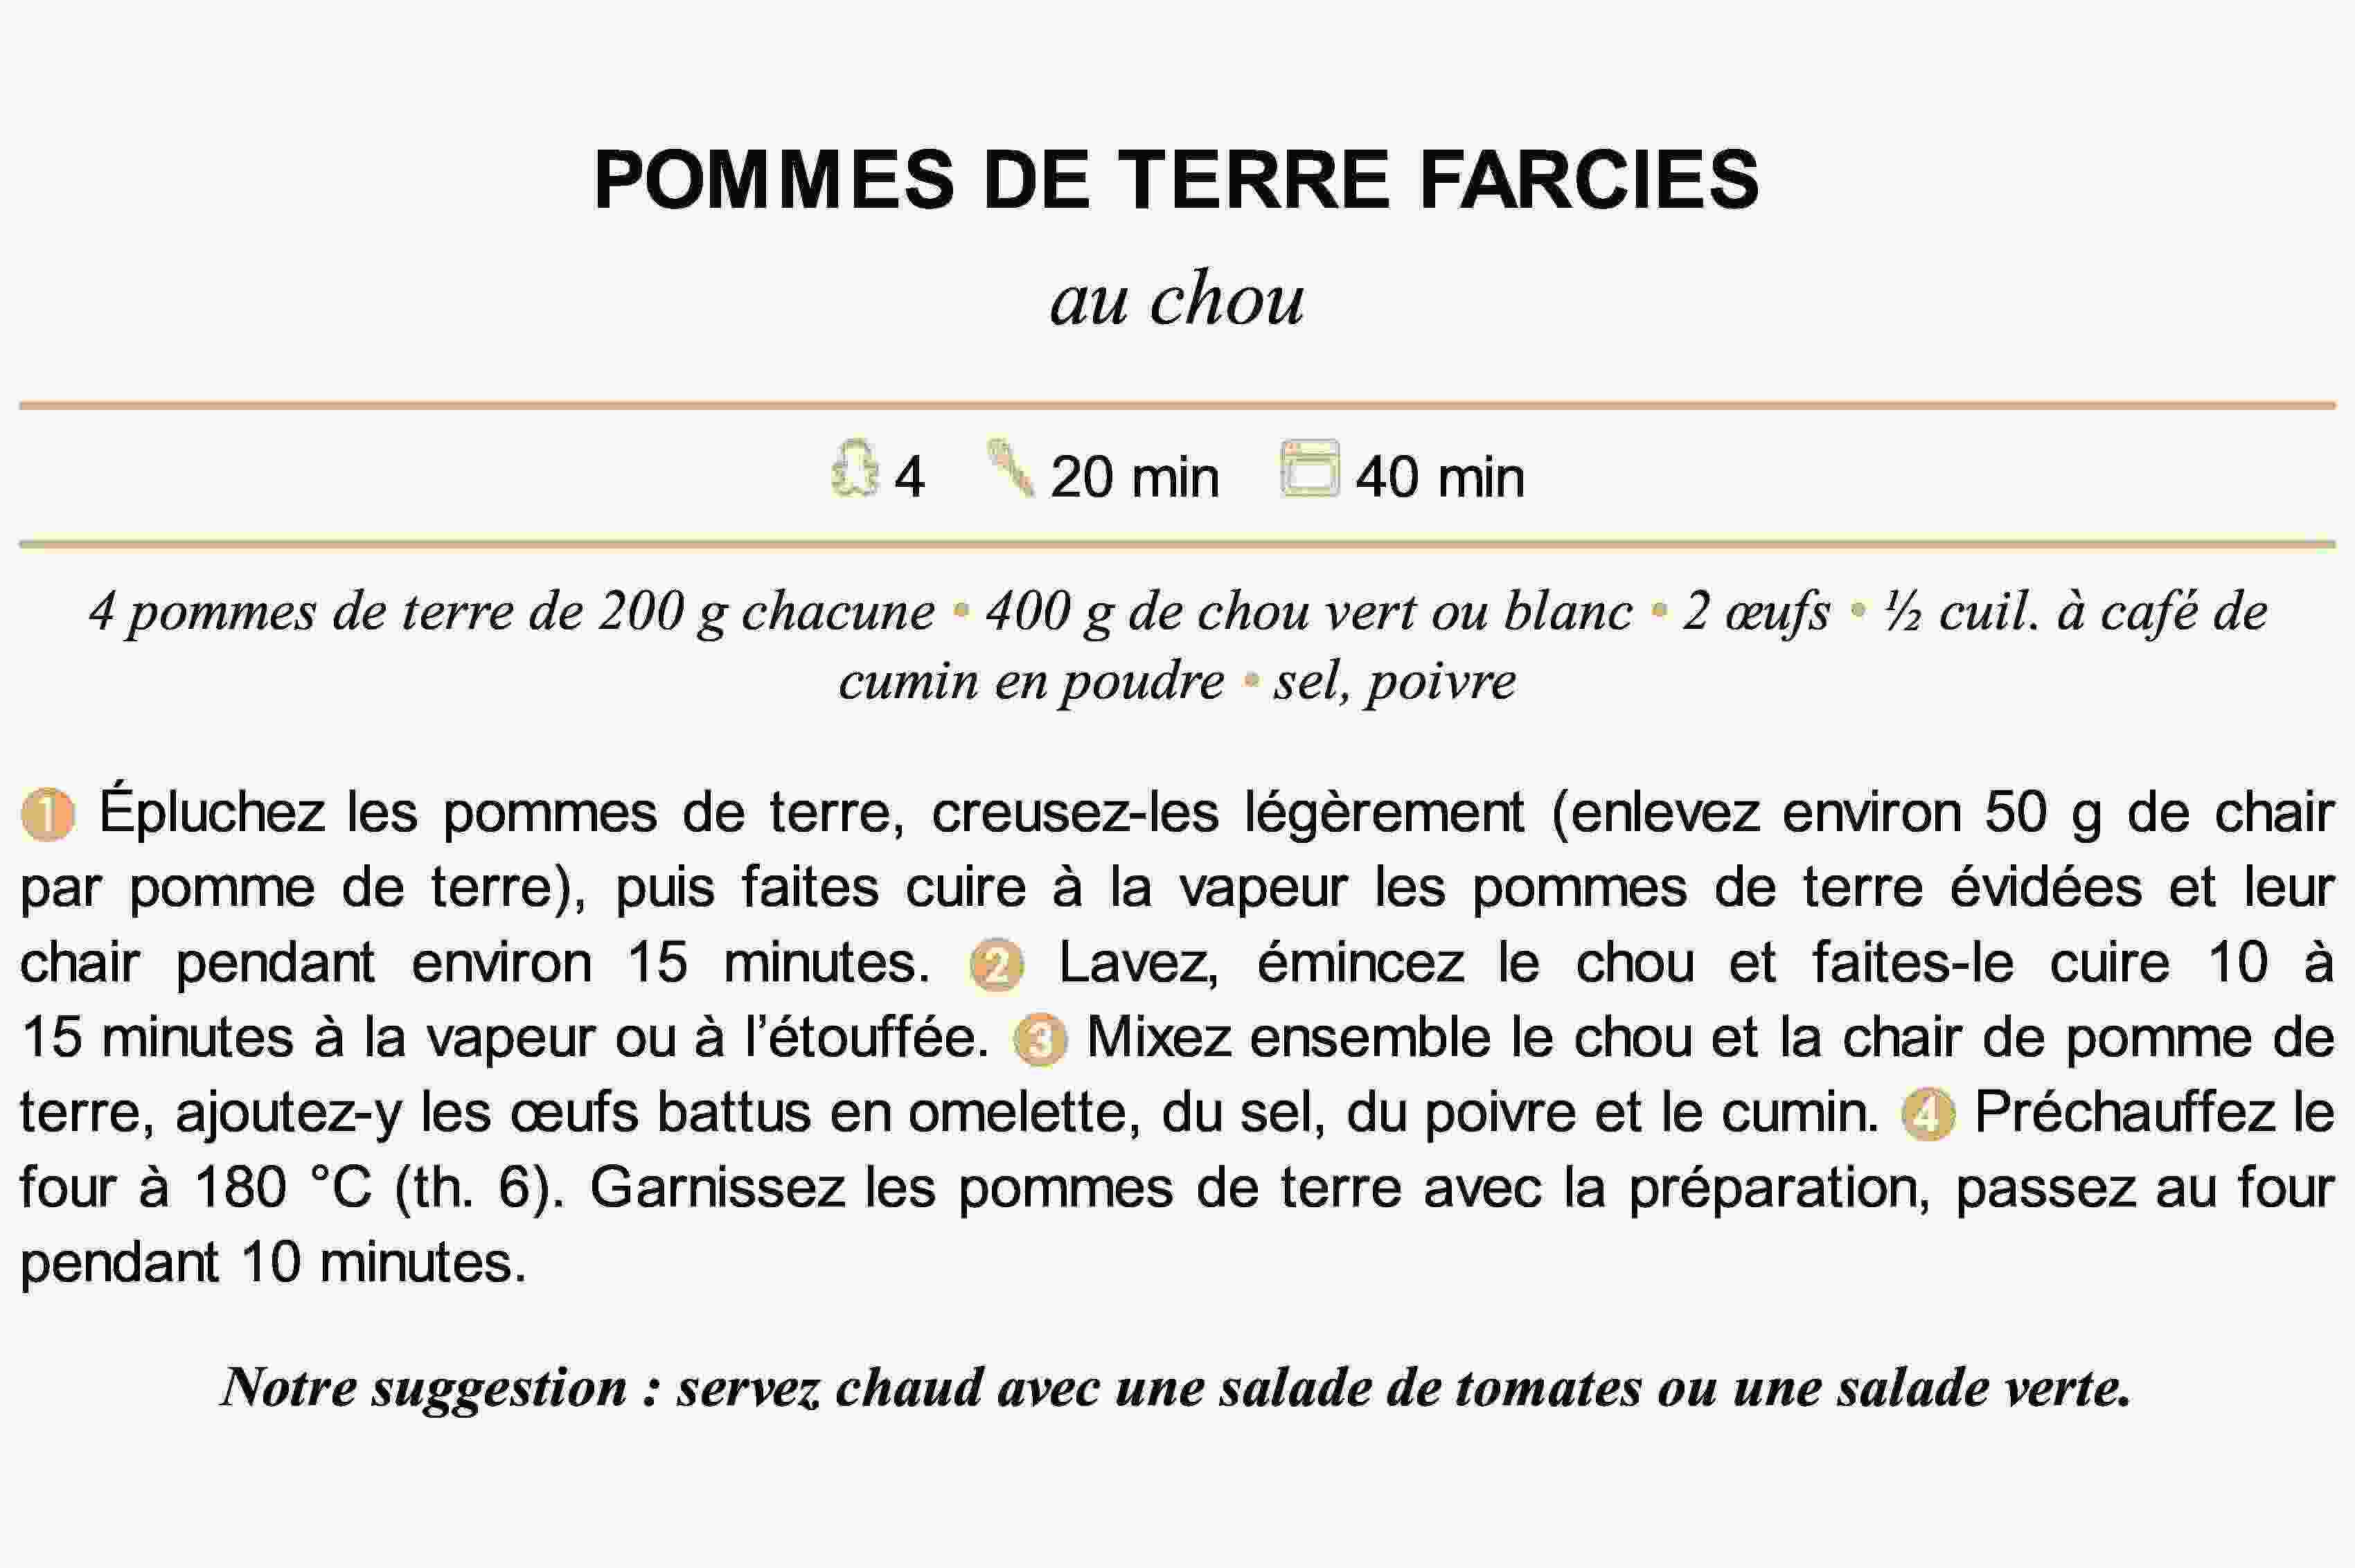 POMMES DE TERRE FARCIES
au chou
4 20 min 40 min
4 pommes de terre de 200 g chacune • 400 g de chou vert ou blanc • 2 œufs • ½ cuil. à café de
cumin en poudre • sel, poivre
1 Épluchez les pommes de terre, creusez-les légèrement (enlevez environ 50 g de chair
par pomme de terre), puis faites cuire à la vapeur les pommes de terre évidées et leur
chair pendant environ 15 minutes. 2 Lavez, émincez le chou et faites-le cuire 10 à
15 minutes à la vapeur ou à l’étouffée. 3 Mixez ensemble le chou et la chair de pomme de
terre, ajoutez-y les œufs battus en omelette, du sel, du poivre et le cumin. 4 Préchauffez le
four à 180 °C (th. 6). Garnissez les pommes de terre avec la préparation, passez au four
pendant 10 minutes.
Notre suggestion : servez chaud avec une salade de tomates ou une salade verte.